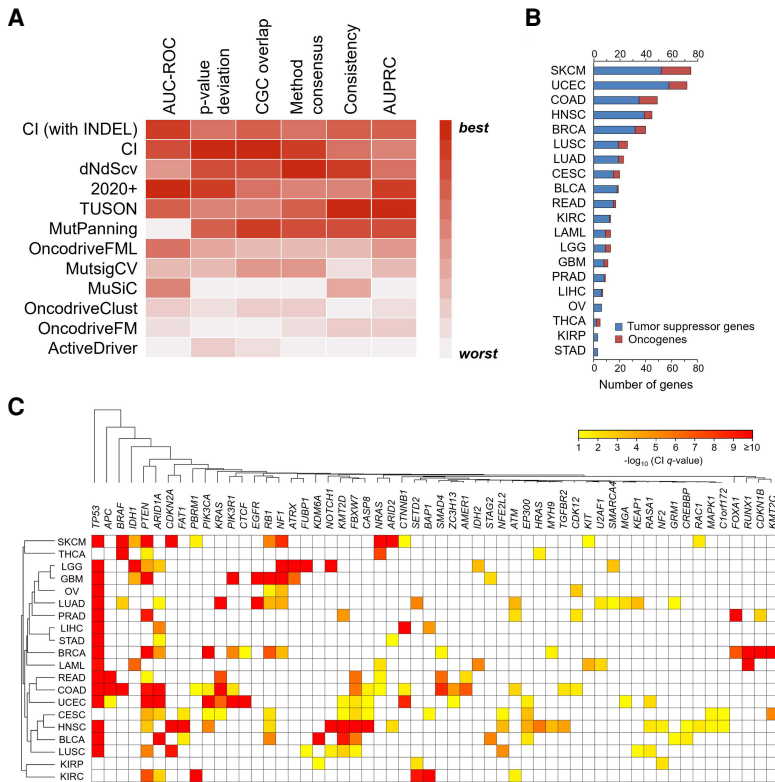 A
AUC-ROC
p-value deviation
CGC overlap
Method consensus
Consistency
AUPRC
CI (with INDEL)
CI
dNdScv
2020+
TUSON
MutPanning
OncodriveFML
MutsigCV
MuSiC
OncodriveClust
OncodriveFM
ActiveDriver
best
worst
B
0 20 40 60 80
SKCM
UCEC
COAD
HNSC
BRCA
LUSC
LUAD
CESC
BLCA
READ
KIRC
LAML
LGG
GBM
PRAD
LIHC
OV
THCA
KIRP
STAD
Tumor suppressor genes
Oncogenes
0 20 40 60 80
Number of genes
C
1 2 3 4 5 6 7 8 9 ≥10
-log10 (CI q-value)
TP53
APC
BRAF
IDH1
PTEN
ARID1A
CDKN2A
FAT1
PBRM1
PIK3CA
KRAS
PIK3R1
CTCF
EGFR
RB1
NF1
ATRX
FUBP1
KDM6A
NOTCH1
KMT2D
FBXW7
CASP8
NRAS
ARID2
CTNNB1
SETD2
BAP1
SMAD4
ZC3H13
AMER1
IDH2
STAG2
NFE2L2
ATM
EP300
HRAS
MYH9
TGFBR2
CDK12
KIT
U2AF1
SMARCA4
MGA
KEAP1
RASA1
NF2
GRM1
CREBBP
RAC1
MAPK1
C1orf172
FOXA1
RUNX1
CDKN1B
KMT2C
SKCM
THCA
LGG
GBM
OV
LUAD
PRAD
LIHC
STAD
BRCA
LAML
READ
COAD
UCEC
CESC
HNSC
BLCA
LUSC
KIRP
KIRC